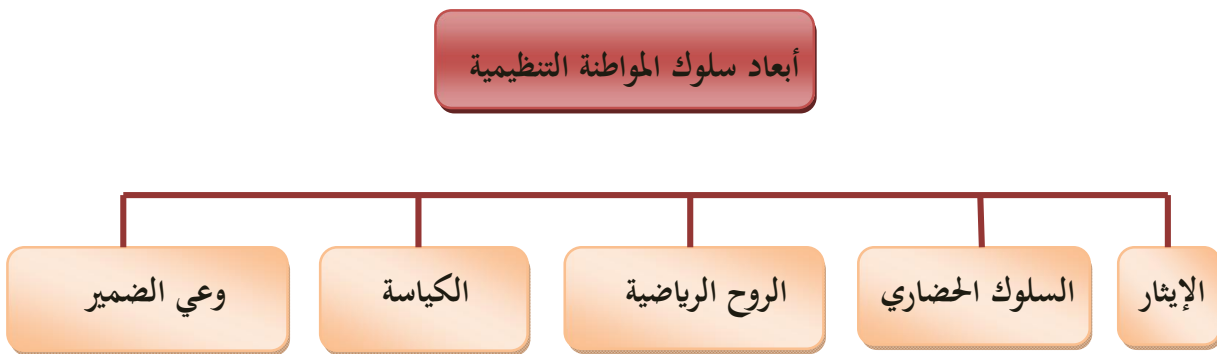 أبعاد سلوك المواطنة التنظيمية
الإيثار
السلوك الحضاري
الروح الرياضية
الكياسة
وعي الضمير